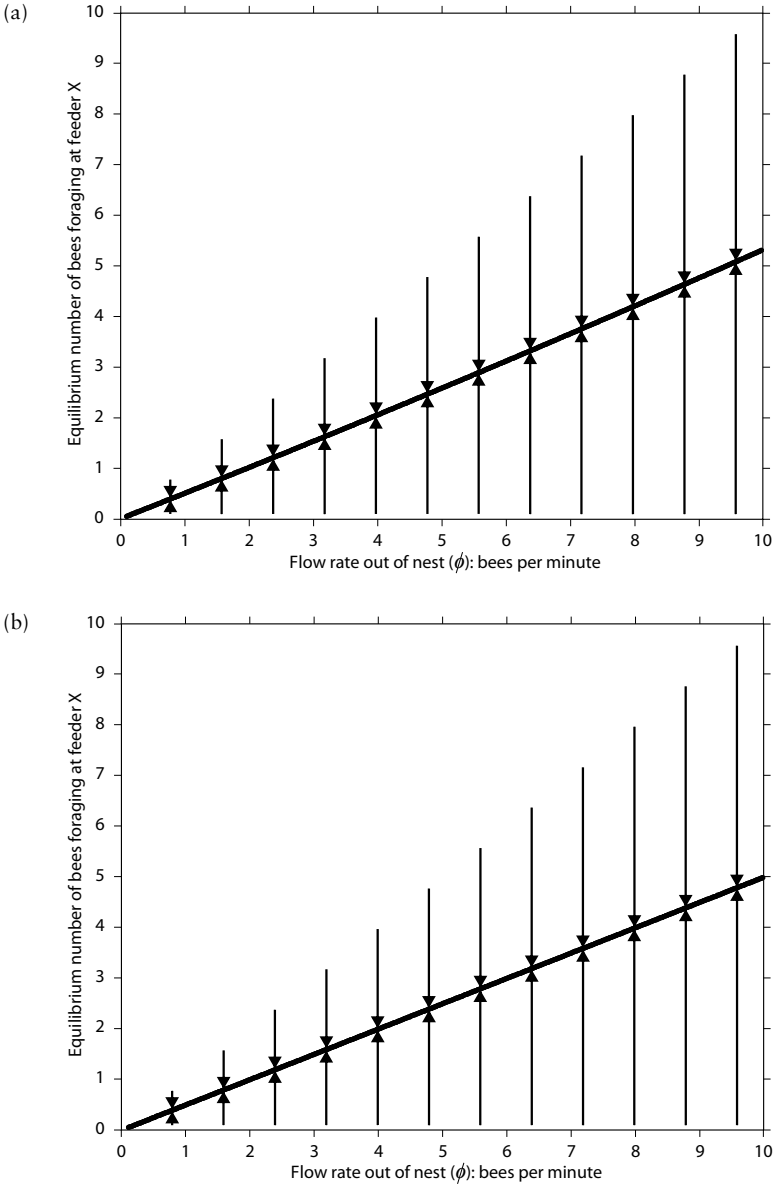 (a)
10
9
8
7
6
5
4
3
2
1
0
Equilibrium number of bees foraging at feeder X
0 1 2 3 4 5 6 7 8 9 10
Flow rate out of nest (ϕ): bees per minute
(b)
10
9
8
7
6
5
4
3
2
1
0
Equilibrium number of bees foraging at feeder X
0 1 2 3 4 5 6 7 8 9 10
Flow rate out of nest (ϕ): bees per minute